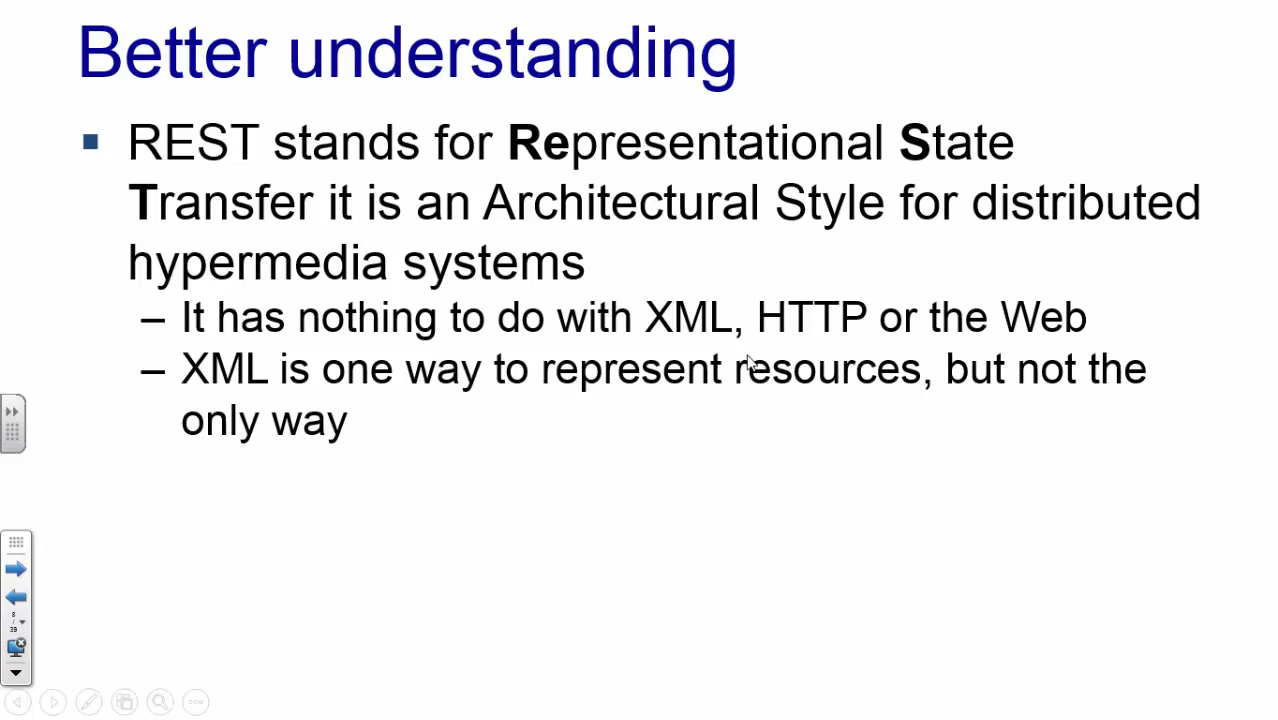 Better understanding
▪ REST stands for Representational State
Transfer it is an Architectural Style for distributed
hypermedia systems
– It has nothing to do with XML, HTTP or the Web
– XML is one way to represent resources, but not the
only way
8
/
39